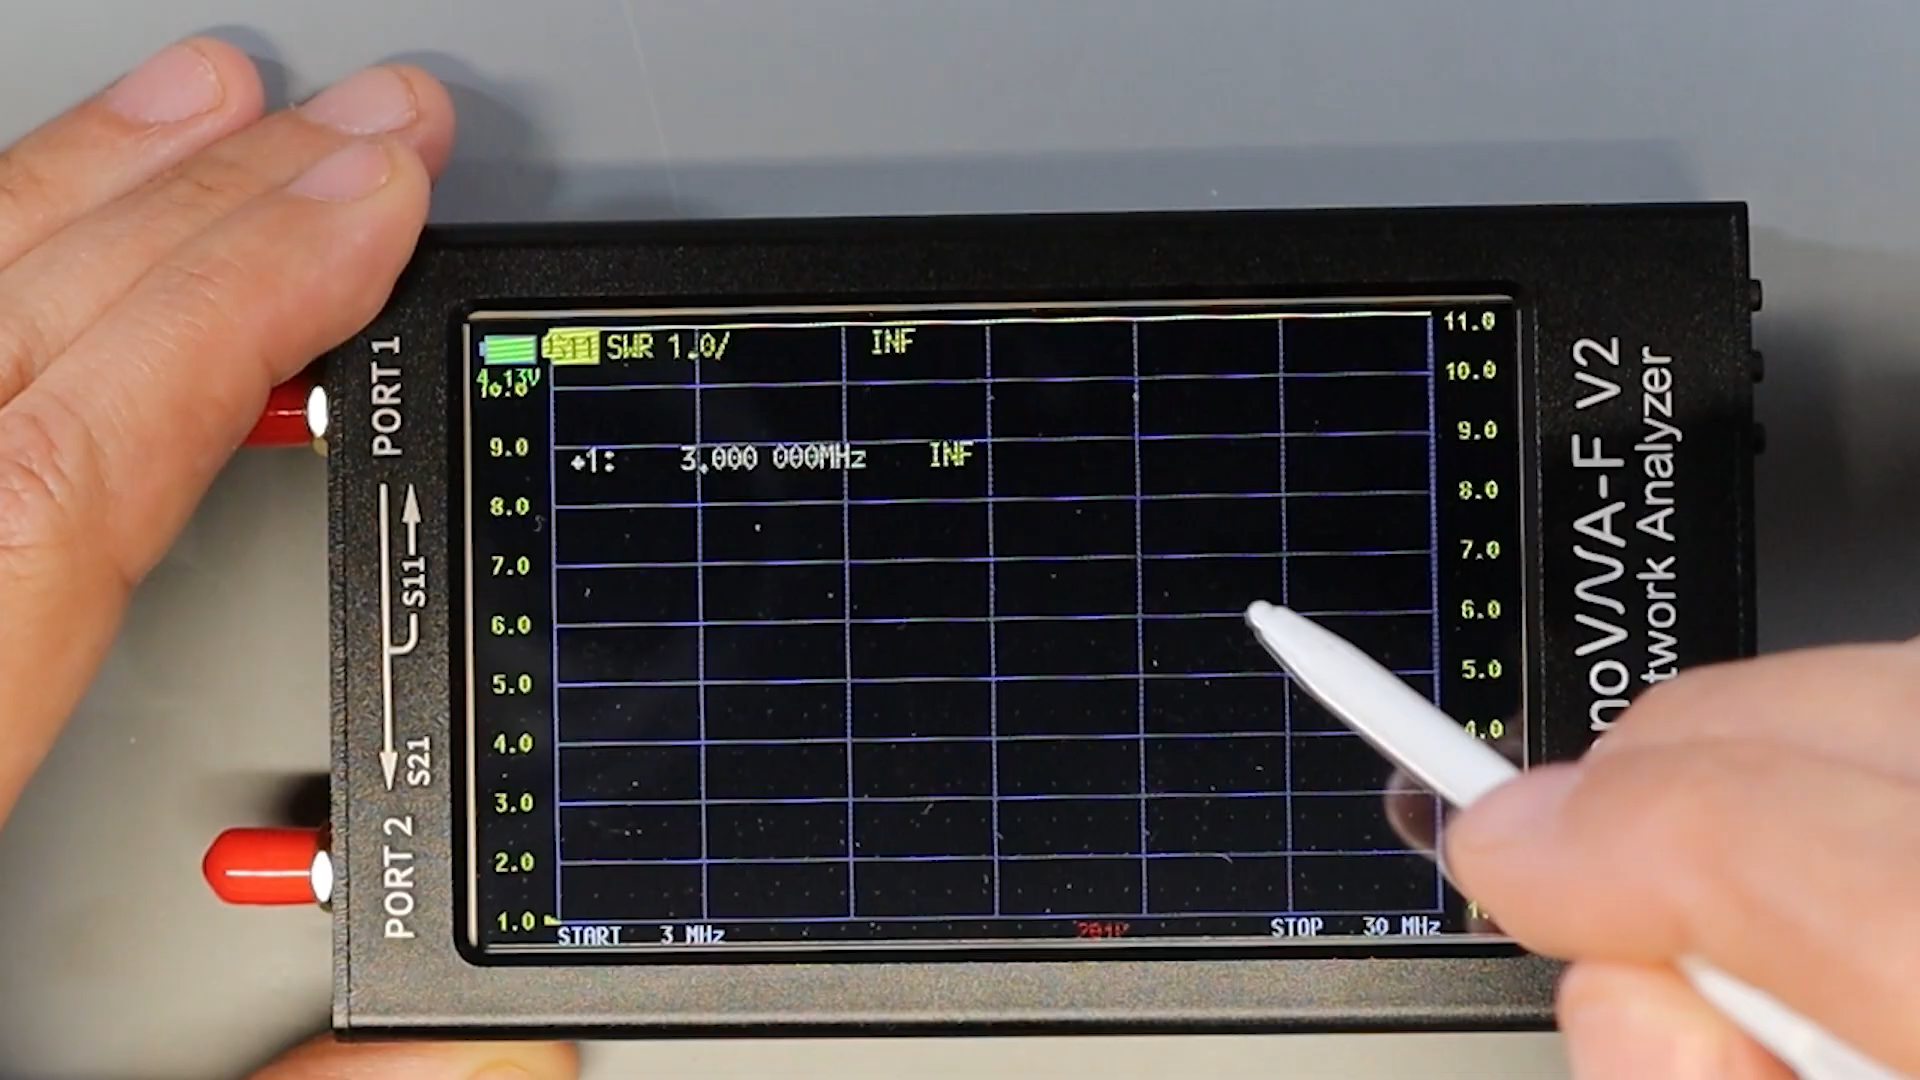 S11 SWR 1.0/ INF
4.13V
10.0
9.0
8.0
7.0
6.0
5.0
4.0
3.0
2.0
1.0
+1: 3.000 000MHz INF
11.0
10.0
9.0
8.0
7.0
6.0
5.0
4.0
START 3 MHz
201P
STOP 30 MHz
PORT 1
S11
S21
PORT 2
noVNA-F V2
twork Analyzer